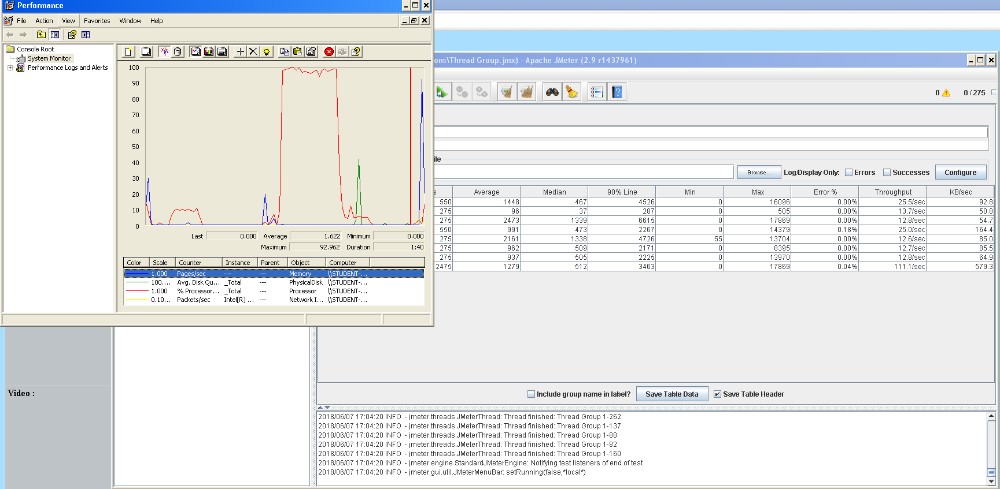 Performance
File Action View Favorites Window Help
Console Root
System Monitor
Performance Logs and Alerts
100
90
80
70
60
50
40
30
20
10
0
Last 0.000 Average 1.622 Minimum 0.000
Maximum 92.962 Duration 1:40
Color Scale Counter Instance Parent Object Computer
1.000 Pages/sec --- --- Memory \\STUDENT-...
100.... Avg. Disk Qu... _Total --- PhysicalDisk \\STUDENT-...
1.000 % Processor... _Total --- Processor \\STUDENT-...
0.10... Packets/sec Intel[R] ... --- Network I... \\STUDENT-...
ons\Thread Group.jmx) - Apache JMeter (2.9 r1437961)
0 0 / 275
ile
Browse... Log/Display Only: Errors Successes Configure
s Average Median 90% Line Min Max Error % Throughput KB/sec
550 1448 467 4526 0 16096 0.00% 25.5/sec 92.8
275 96 37 287 0 505 0.00% 13.7/sec 50.8
275 2473 1339 6615 0 17869 0.00% 12.8/sec 54.7
550 991 473 2267 0 14379 0.18% 25.0/sec 164.4
275 2161 1338 4726 55 13704 0.00% 12.6/sec 85.0
275 962 509 2171 0 8395 0.00% 12.7/sec 85.5
275 937 505 2225 0 13970 0.00% 12.8/sec 64.9
2475 1279 512 3463 0 17869 0.04% 111.1/sec 579.3
Include group name in label? Save Table Data Save Table Header
Video :
2018/06/07 17:04:20 INFO - jmeter.threads.JMeterThread: Thread finished: Thread Group 1-262
2018/06/07 17:04:20 INFO - jmeter.threads.JMeterThread: Thread finished: Thread Group 1-137
2018/06/07 17:04:20 INFO - jmeter.threads.JMeterThread: Thread finished: Thread Group 1-88
2018/06/07 17:04:20 INFO - jmeter.threads.JMeterThread: Thread finished: Thread Group 1-82
2018/06/07 17:04:20 INFO - jmeter.threads.JMeterThread: Thread finished: Thread Group 1-160
2018/06/07 17:04:20 INFO - jmeter.engine.StandardJMeterEngine: Notifying test listeners of end of test
2018/06/07 17:04:20 INFO - jmeter.gui.util.JMeterMenuBar: setRunning(false,*local*)